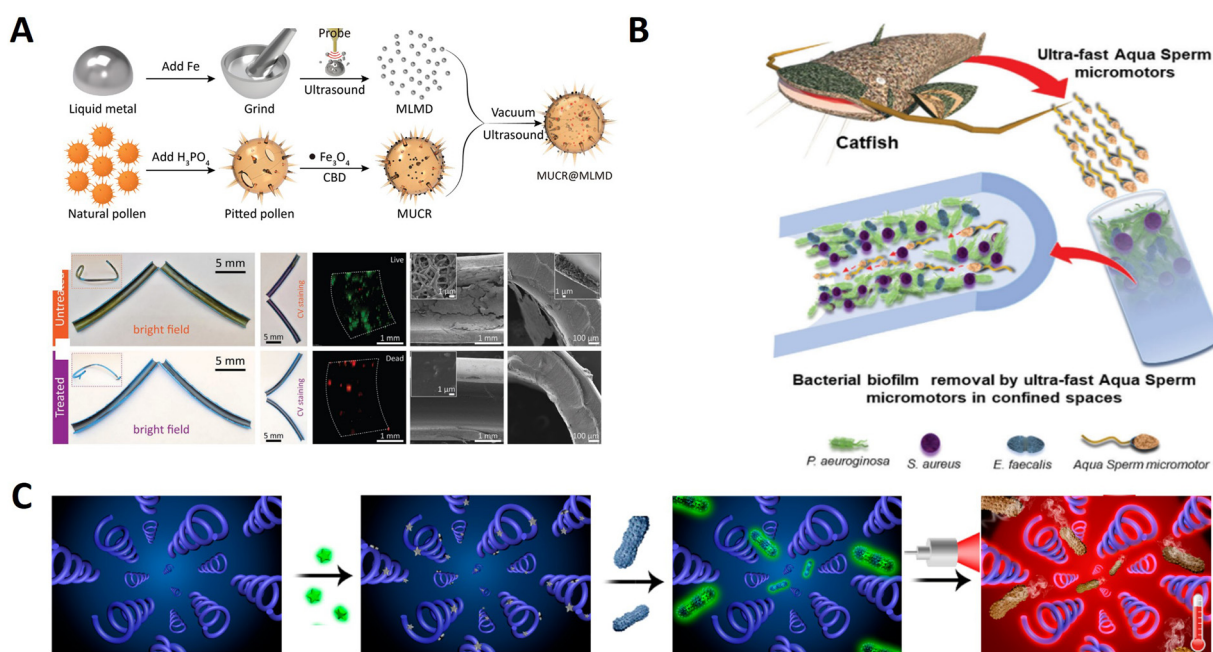 A
Liquid metal
Add Fe
Grind
Probe
Ultrasound
MLMD
Vacuum
Ultrasound
MUCR@MLMD
Natural pollen
Add H₃PO₄
Pitted pollen
Fe₃O₄
CBD
MUCR
Untreated
5 mm
bright field
CV staining
5 mm
Live
1 mm
1 μm
1 mm
1 μm
100 μm
Treated
5 mm
bright field
CV staining
5 mm
Dead
1 mm
1 μm
1 mm
100 μm
B
Ultra-fast Aqua Sperm
micromotors
Catfish
Bacterial biofilm removal by ultra-fast Aqua Sperm
micromotors in confined spaces
P. aeuroginosa
S. aureus
E. faecalis
Aqua Sperm micromotor
C